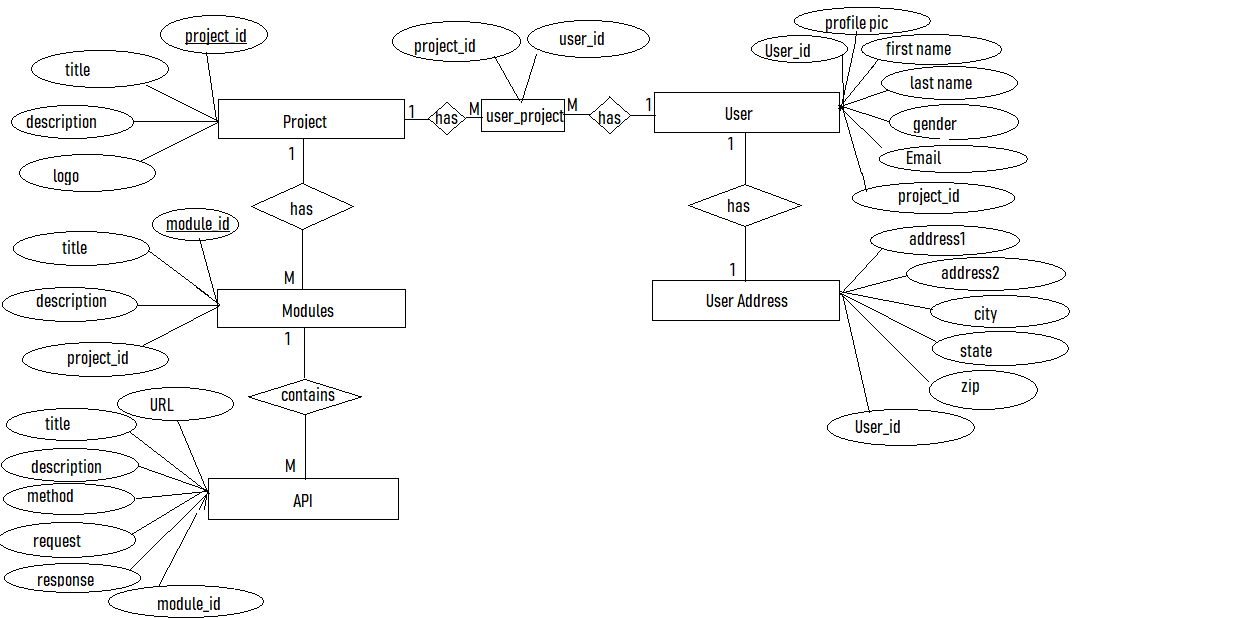 project_id
title
description
logo
Project
1
has
M
project_id
user_id
user_project
M
has
1
User
profile pic
User_id
first name
last name
gender
Email
project_id
1
has
M
1
has
1
module_id
title
description
project_id
Modules
User Address
address1
address2
city
state
zip
User_id
1
contains
M
URL
title
description
method
request
response
module_id
API